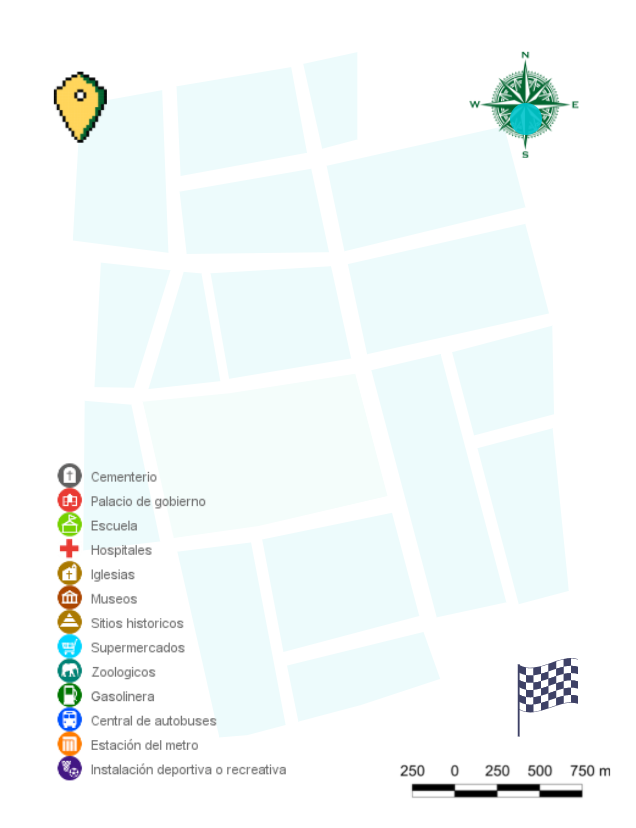 N
W E
S
Cementerio
Palacio de gobierno
Escuela
Hospitales
Iglesias
Museos
Sitios historicos
Supermercados
Zoologicos
Gasolinera
Central de autobuses
Estación del metro
Instalación deportiva o recreativa
250 0 250 500 750 m